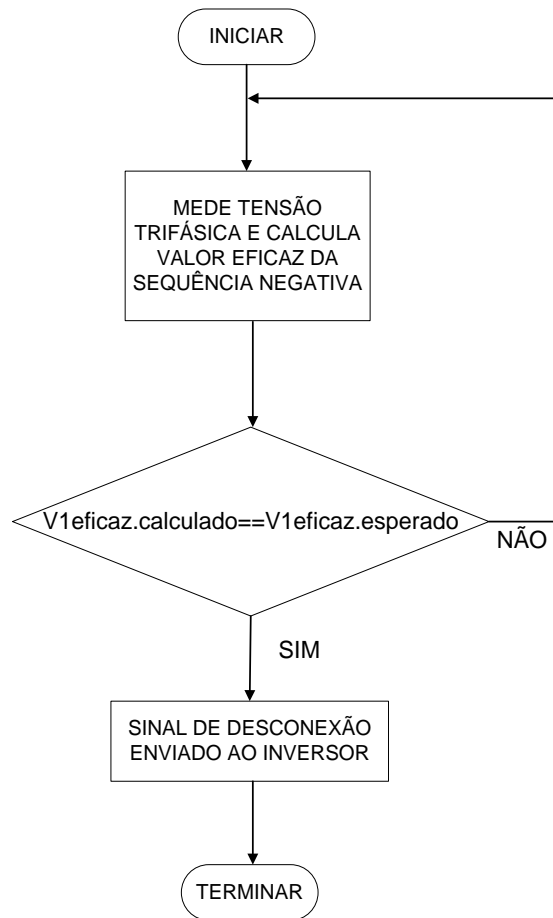 INICIAR
MEDE TENSÃO
TRIFÁSICA E CALCULA
VALOR EFICAZ DA
SEQUÊNCIA NEGATIVA
V1eficaz.calculado==V1eficaz.esperado
NÃO
SIM
SINAL DE DESCONEXÃO
ENVIADO AO INVERSOR
TERMINAR